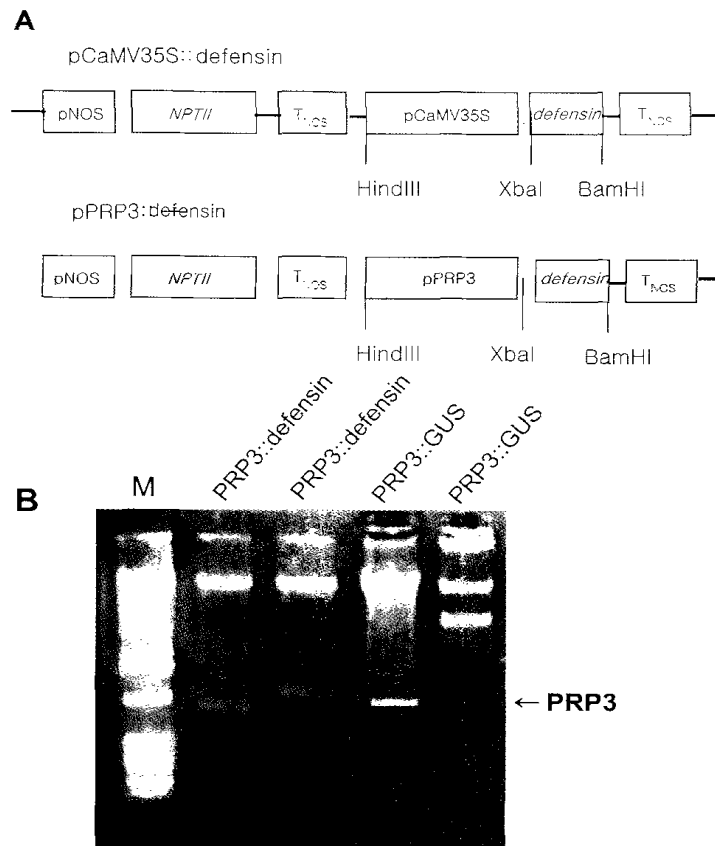 A
pCaMV35S::defensin
pNOS NPTII TNOS pCaMV35S defensin TNOS
HindIII XbaI BamHI
pPRP3::defensin
pNOS NPTII TNOS pPRP3 defensin TNOS
HindIII XbaI BamHI
B
M PRP3::defensin PRP3::defensin PRP3::GUS PRP3::GUS
← PRP3